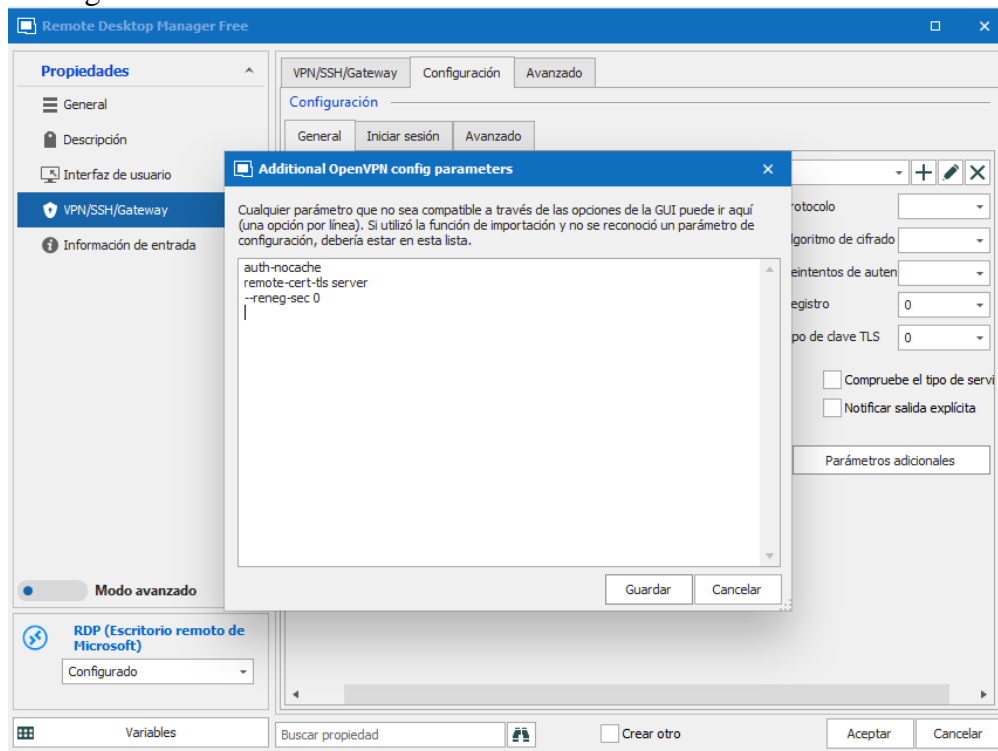 Remote Desktop Manager Free
Propiedades
General
Descripción
Interfaz de usuario
VPN/SSH/Gateway
Información de entrada
Modo avanzado
RDP (Escritorio remoto de
Microsoft)
Configurado
Variables
VPN/SSH/Gateway Configuración Avanzado
Configuración
General Iniciar sesión Avanzado
Additional OpenVPN config parameters
Cualquier parámetro que no sea compatible a través de las opciones de la GUI puede ir aquí
(una opción por línea). Si utilizó la función de importación y no se reconoció un parámetro de
configuración, debería estar en esta lista.
auth-nocache
remote-cert-tls server
--reneg-sec 0
Guardar Cancelar
otocolo
lgoritmo de cifrado
eintentos de auten
egistro 0
po de clave TLS 0
Compruebe el tipo de servi
Notificar salida explícita
Parámetros adicionales
Buscar propiedad
Crear otro
Aceptar Cancelar